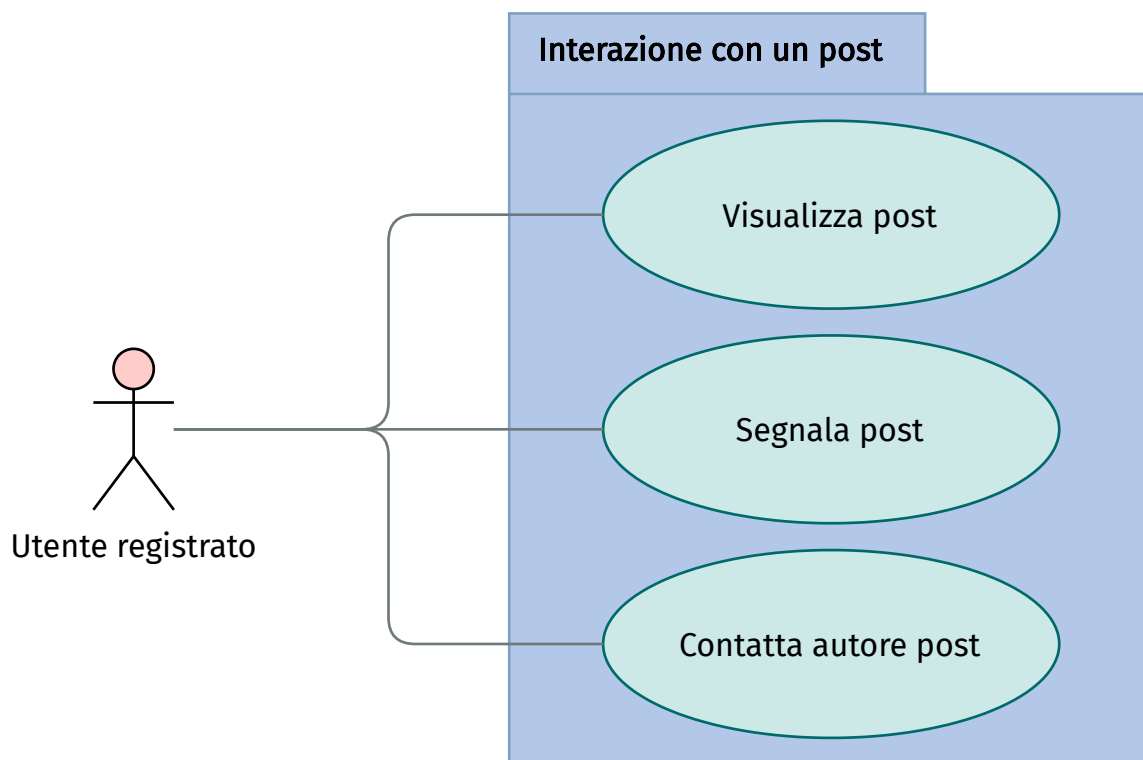 Interazione con un post
Visualizza post
Segnala post
Utente registrato
Contatta autore post